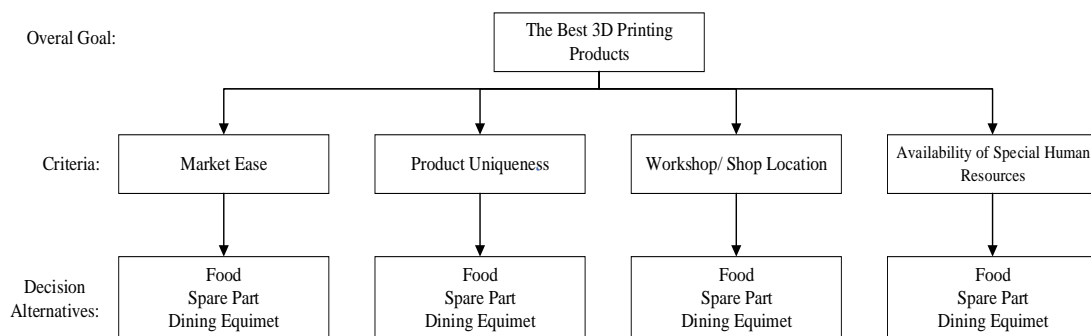 Overal Goal:
The Best 3D Printing
Products
Criteria:
Market Ease
Product Uniqueness
Workshop/ Shop Location
Availability of Special Human
Resources
Decision
Alternatives:
Food
Spare Part
Dining Equimet
Food
Spare Part
Dining Equimet
Food
Spare Part
Dining Equimet
Food
Spare Part
Dining Equimet